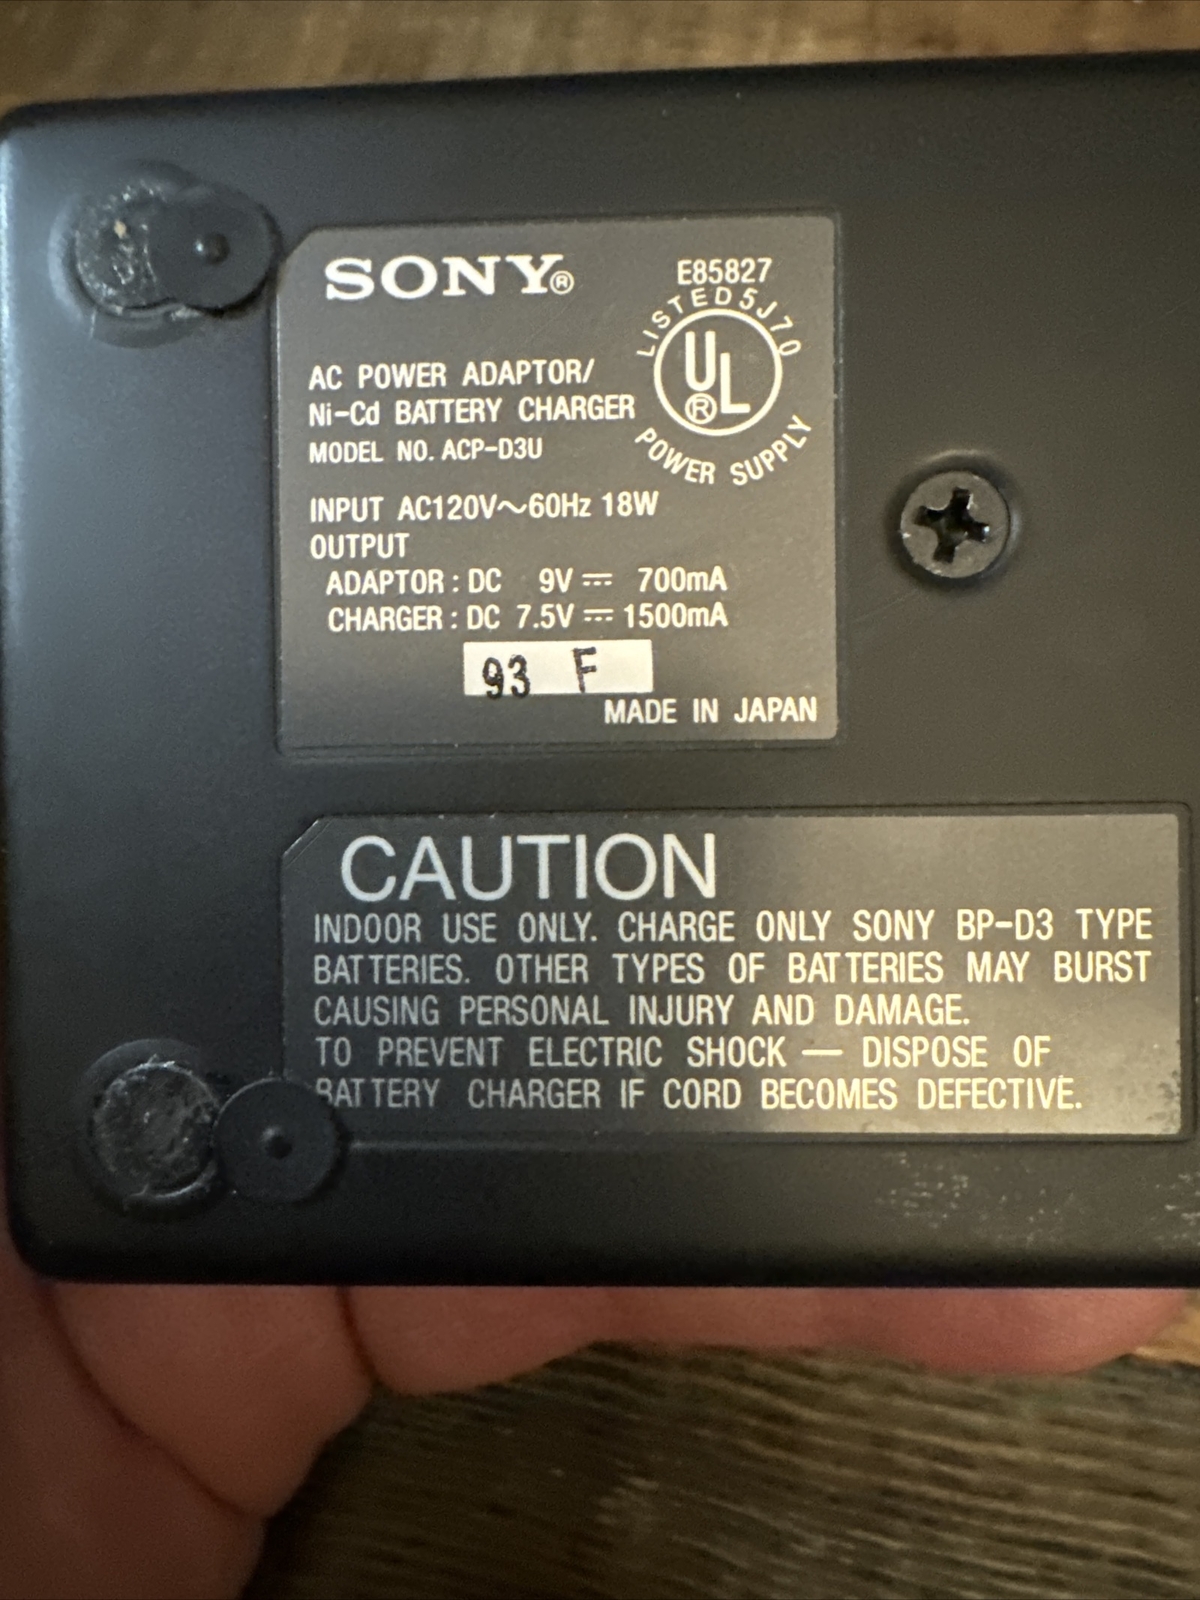 SONY®
E85827
LISTED 5J70
UL®
POWER SUPPLY
AC POWER ADAPTOR/
Ni-Cd BATTERY CHARGER
MODEL NO. ACP-D3U
INPUT AC120V～60Hz 18W
OUTPUT
ADAPTOR : DC 9V ⎓ 700mA
CHARGER : DC 7.5V ⎓ 1500mA
93 F
MADE IN JAPAN
CAUTION
INDOOR USE ONLY. CHARGE ONLY SONY BP-D3 TYPE
BATTERIES. OTHER TYPES OF BATTERIES MAY BURST
CAUSING PERSONAL INJURY AND DAMAGE.
TO PREVENT ELECTRIC SHOCK — DISPOSE OF
BATTERY CHARGER IF CORD BECOMES DEFECTIVE.